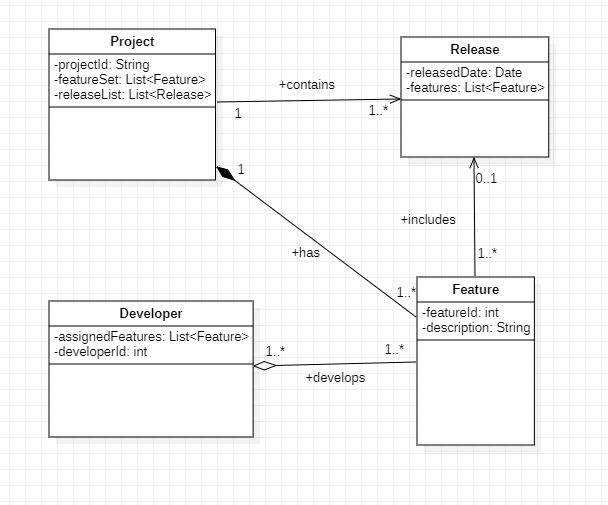 Project
-projectId: String
-featureSet: List<Feature>
-releaseList: List<Release>
Release
-releasedDate: Date
-features: List<Feature>
+contains
1
1..*
1
0..1
+includes
1..*
+has
1..*
Feature
-featureId: int
-description: String
Developer
-assignedFeatures: List<Feature>
-developerId: int
1..*
1..*
+develops